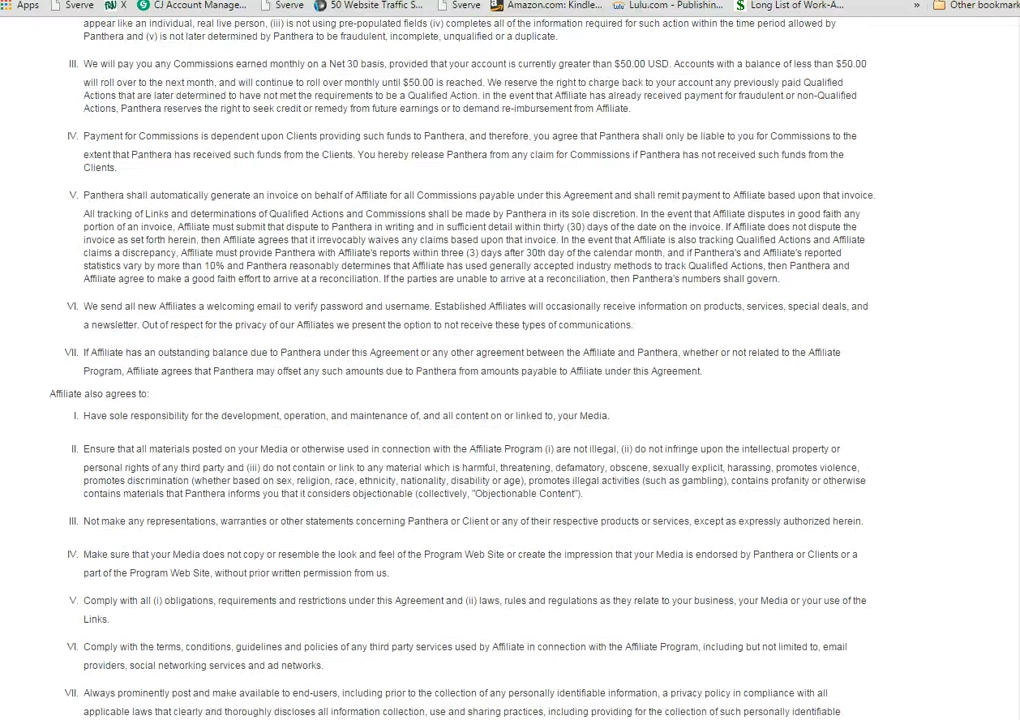 Apps Sverve X CJ Account Manage... Sverve 50 Website Traffic S... Sverve Amazon.com: Kindle... Lulu.com - Publishin... Long List of Work-A... » Other bookmark
appear like an individual, real live person, (iii) is not using pre-populated fields (iv) completes all of the information required for such action within the time period allowed by
Panthera and (v) is not later determined by Panthera to be fraudulent, incomplete, unqualified or a duplicate.
III. We will pay you any Commissions earned monthly on a Net 30 basis, provided that your account is currently greater than $50.00 USD. Accounts with a balance of less than $50.00
will roll over to the next month, and will continue to roll over monthly until $50.00 is reached. We reserve the right to charge back to your account any previously paid Qualified
Actions that are later determined to have not met the requirements to be a Qualified Action. in the event that Affiliate has already received payment for fraudulent or non-Qualified
Actions, Panthera reserves the right to seek credit or remedy from future earnings or to demand re-imbursement from Affiliate.
IV. Payment for Commissions is dependent upon Clients providing such funds to Panthera, and therefore, you agree that Panthera shall only be liable to you for Commissions to the
extent that Panthera has received such funds from the Clients. You hereby release Panthera from any claim for Commissions if Panthera has not received such funds from the
Clients.
V. Panthera shall automatically generate an invoice on behalf of Affiliate for all Commissions payable under this Agreement and shall remit payment to Affiliate based upon that invoice.
All tracking of Links and determinations of Qualified Actions and Commissions shall be made by Panthera in its sole discretion. In the event that Affiliate disputes in good faith any
portion of an invoice, Affiliate must submit that dispute to Panthera in writing and in sufficient detail within thirty (30) days of the date on the invoice. If Affiliate does not dispute the
invoice as set forth herein, then Affiliate agrees that it irrevocably waives any claims based upon that invoice. In the event that Affiliate is also tracking Qualified Actions and Affiliate
claims a discrepancy, Affiliate must provide Panthera with Affiliate's reports within three (3) days after 30th day of the calendar month, and if Panthera's and Affiliate's reported
statistics vary by more than 10% and Panthera reasonably determines that Affiliate has used generally accepted industry methods to track Qualified Actions, then Panthera and
Affiliate agree to make a good faith effort to arrive at a reconciliation. If the parties are unable to arrive at a reconciliation, then Panthera's numbers shall govern.
VI. We send all new Affiliates a welcoming email to verify password and username. Established Affiliates will occasionally receive information on products, services, special deals, and
a newsletter. Out of respect for the privacy of our Affiliates we present the option to not receive these types of communications.
VII. If Affiliate has an outstanding balance due to Panthera under this Agreement or any other agreement between the Affiliate and Panthera, whether or not related to the Affiliate
Program, Affiliate agrees that Panthera may offset any such amounts due to Panthera from amounts payable to Affiliate under this Agreement.
Affiliate also agrees to:
I. Have sole responsibility for the development, operation, and maintenance of, and all content on or linked to, your Media.
II. Ensure that all materials posted on your Media or otherwise used in connection with the Affiliate Program (i) are not illegal, (ii) do not infringe upon the intellectual property or
personal rights of any third party and (iii) do not contain or link to any material which is harmful, threatening, defamatory, obscene, sexually explicit, harassing, promotes violence,
promotes discrimination (whether based on sex, religion, race, ethnicity, nationality, disability or age), promotes illegal activities (such as gambling), contains profanity or otherwise
contains materials that Panthera informs you that it considers objectionable (collectively, "Objectionable Content").
III. Not make any representations, warranties or other statements concerning Panthera or Client or any of their respective products or services, except as expressly authorized herein.
IV. Make sure that your Media does not copy or resemble the look and feel of the Program Web Site or create the impression that your Media is endorsed by Panthera or Clients or a
part of the Program Web Site, without prior written permission from us.
V. Comply with all (i) obligations, requirements and restrictions under this Agreement and (ii) laws, rules and regulations as they relate to your business, your Media or your use of the
Links.
VI. Comply with the terms, conditions, guidelines and policies of any third party services used by Affiliate in connection with the Affiliate Program, including but not limited to, email
providers, social networking services and ad networks.
VII. Always prominently post and make available to end-users, including prior to the collection of any personally identifiable information, a privacy policy in compliance with all
applicable laws that clearly and thoroughly discloses all information collection, use and sharing practices, including providing for the collection of such personally identifiable